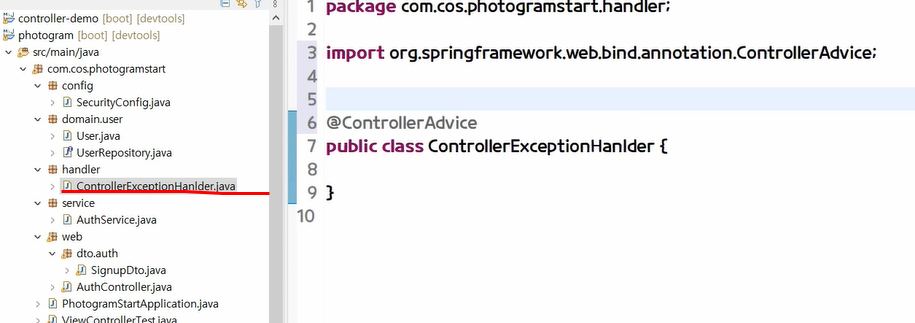 controller-demo [boot] [devtools]
photogram [boot] [devtools]
src/main/java
com.cos.photogramstart
config
SecurityConfig.java
domain.user
User.java
UserRepository.java
handler
ControllerExceptionHanlder.java
service
AuthService.java
web
dto.auth
SignupDto.java
AuthController.java
PhotogramStartApplication.java
ViewControllerTest.java
1 package com.cos.photogramstart.handler;
2
3 import org.springframework.web.bind.annotation.ControllerAdvice;
4
5
6 @ControllerAdvice
7 public class ControllerExceptionHanlder {
8
9 }
10